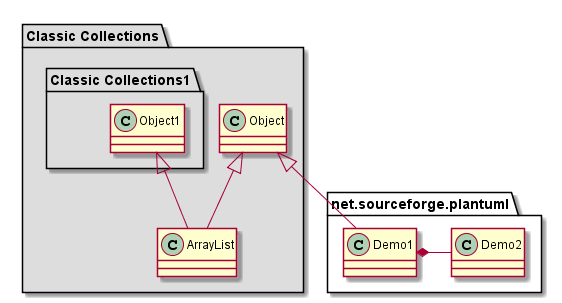 Classic Collections
Classic Collections1
C Object1
C Object
net.sourceforge.plantuml
C ArrayList
C Demo1
C Demo2